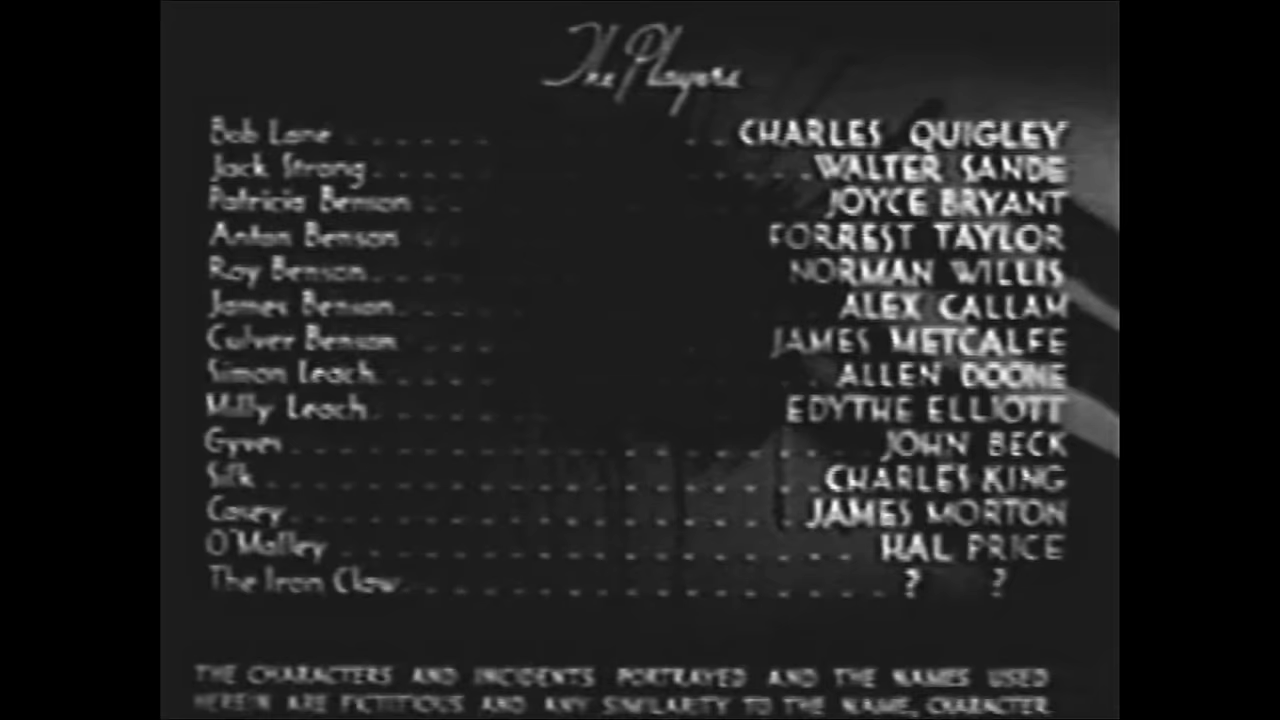 The Players
Bob Lane . . . . . . . . CHARLES QUIGLEY
Jack Strong . . . . . . . . . . WALTER SANDE
Patricia Benson . . JOYCE BRYANT
Anton Benson . . FORREST TAYLOR
Roy Benson . . . . NORMAN WILLIS
James Benson . . . . ALEX CALLAM
Culver Benson . . . JAMES METCALFE
Simon Leach . . . . . . ALLEN DOONE
Milly Leach . . . . EDYTHE ELLIOTT
Gyves . . . . . . . . . . . . . . . . . . . JOHN BECK
Silk . . . . . . . . . . . . . . . . . . . CHARLES KING
Casey . . . . . . . . . . . . . . . . . . JAMES MORTON
O'Malley . . . . . . . . . . . . . . . . . . HAL PRICE
The Iron Claw . . . . . . . . . . . . . . . . . ? ?
THE CHARACTERS AND INCIDENTS PORTRAYED AND THE NAMES USED
HEREIN ARE FICTITIOUS AND ANY SIMILARITY TO THE NAME, CHARACTER